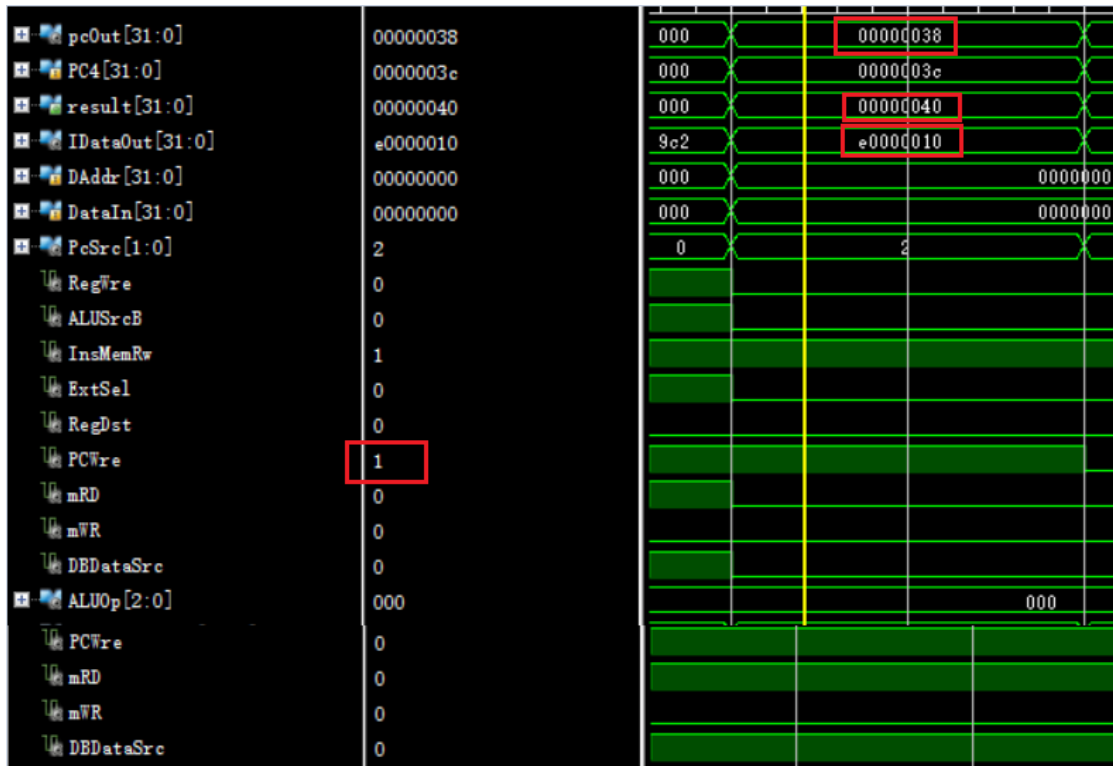 pcOut[31:0] 00000038 000 00000038
PC4[31:0] 0000003c 000 0000003c
result[31:0] 00000040 000 00000040
IDataOut[31:0] e0000010 9c2 e0000010
DAddr[31:0] 00000000 000 0000000
DataIn[31:0] 00000000 000 0000000
PcSrc[1:0] 2 0 2
RegWre 0
ALUSrcB 0
InsMemRw 1
ExtSel 0
RegDst 0
PCWre 1
mRD 0
mWR 0
DBDataSrc 0
ALUOp[2:0] 000 000
PCWre 0
mRD 0
mWR 0
DBDataSrc 0